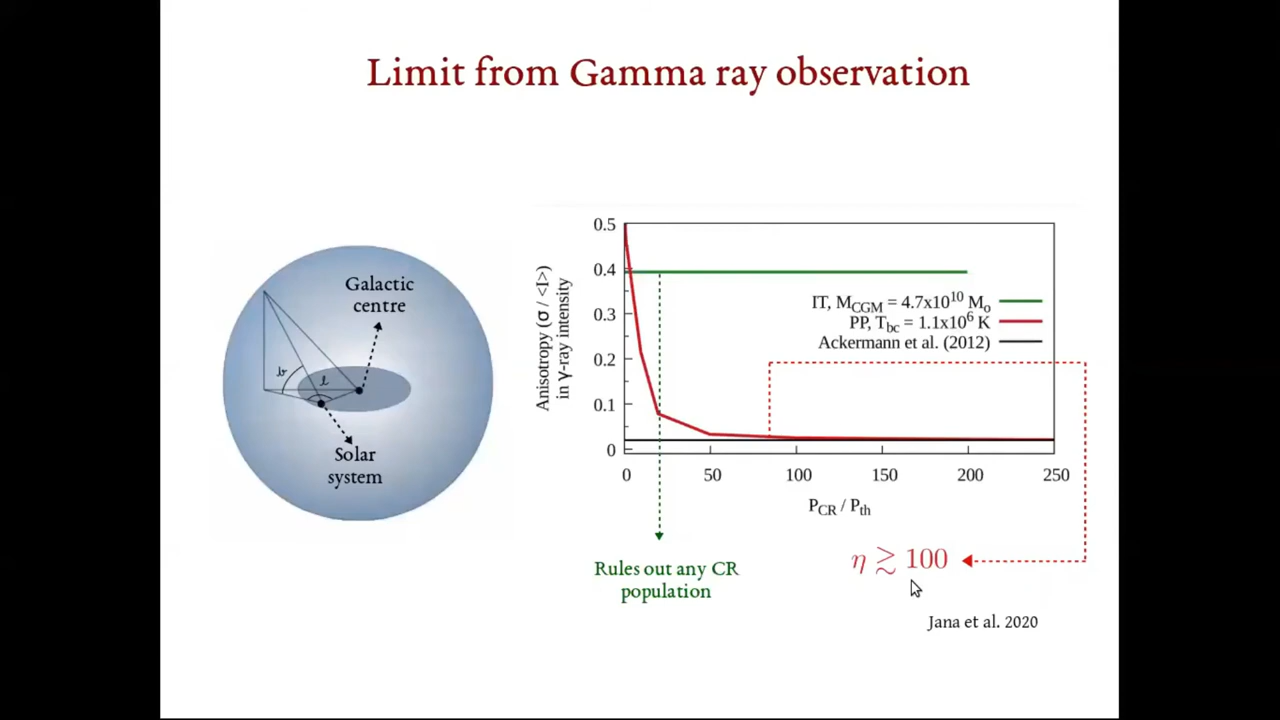 Limit from Gamma ray observation
Galactic
centre
b
l
Solar
system
Anisotropy (σ / <I>)
in γ-ray intensity
0.5
0.4
0.3
0.2
0.1
0
0 50 100 150 200 250
P_CR / P_th
IT, M_CGM = 4.7x10^10 M_o
PP, T_bc = 1.1x10^6 K
Ackermann et al. (2012)
Rules out any CR
population
η ≳ 100
Jana et al. 2020